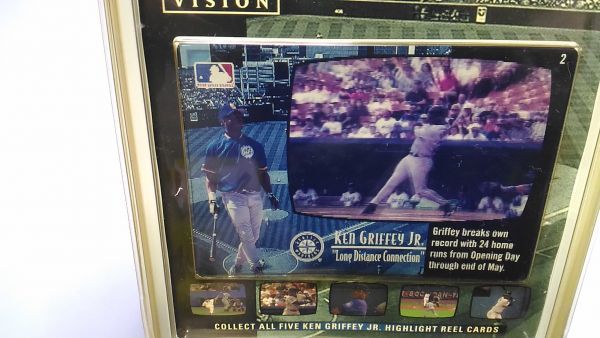 VISION
2
KEN GRIFFEY JR.
"Long Distance Connection"
Griffey breaks own
record with 24 home
runs from Opening Day
through end of May.
COLLECT ALL FIVE KEN GRIFFEY JR. HIGHLIGHT REEL CARDS